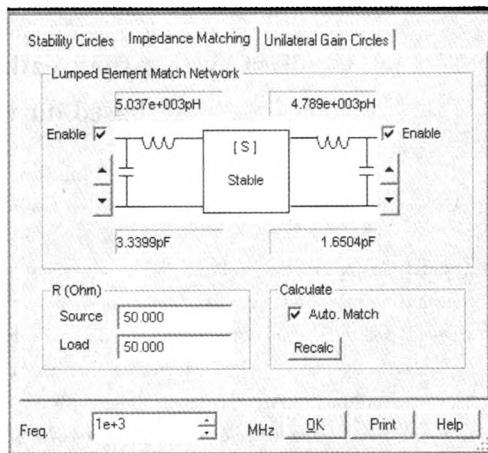 Stability Circles Impedance Matching Unilateral Gain Circles
Lumped Element Match Network
5.037e+003pH 4.789e+003pH
Enable Enable
[S]
Stable
3.3399pF 1.6504pF
R (Ohm) Calculate
Source 50.000 Auto. Match
Load 50.000 Recalc
Freq. 1e+3 MHz OK Print Help